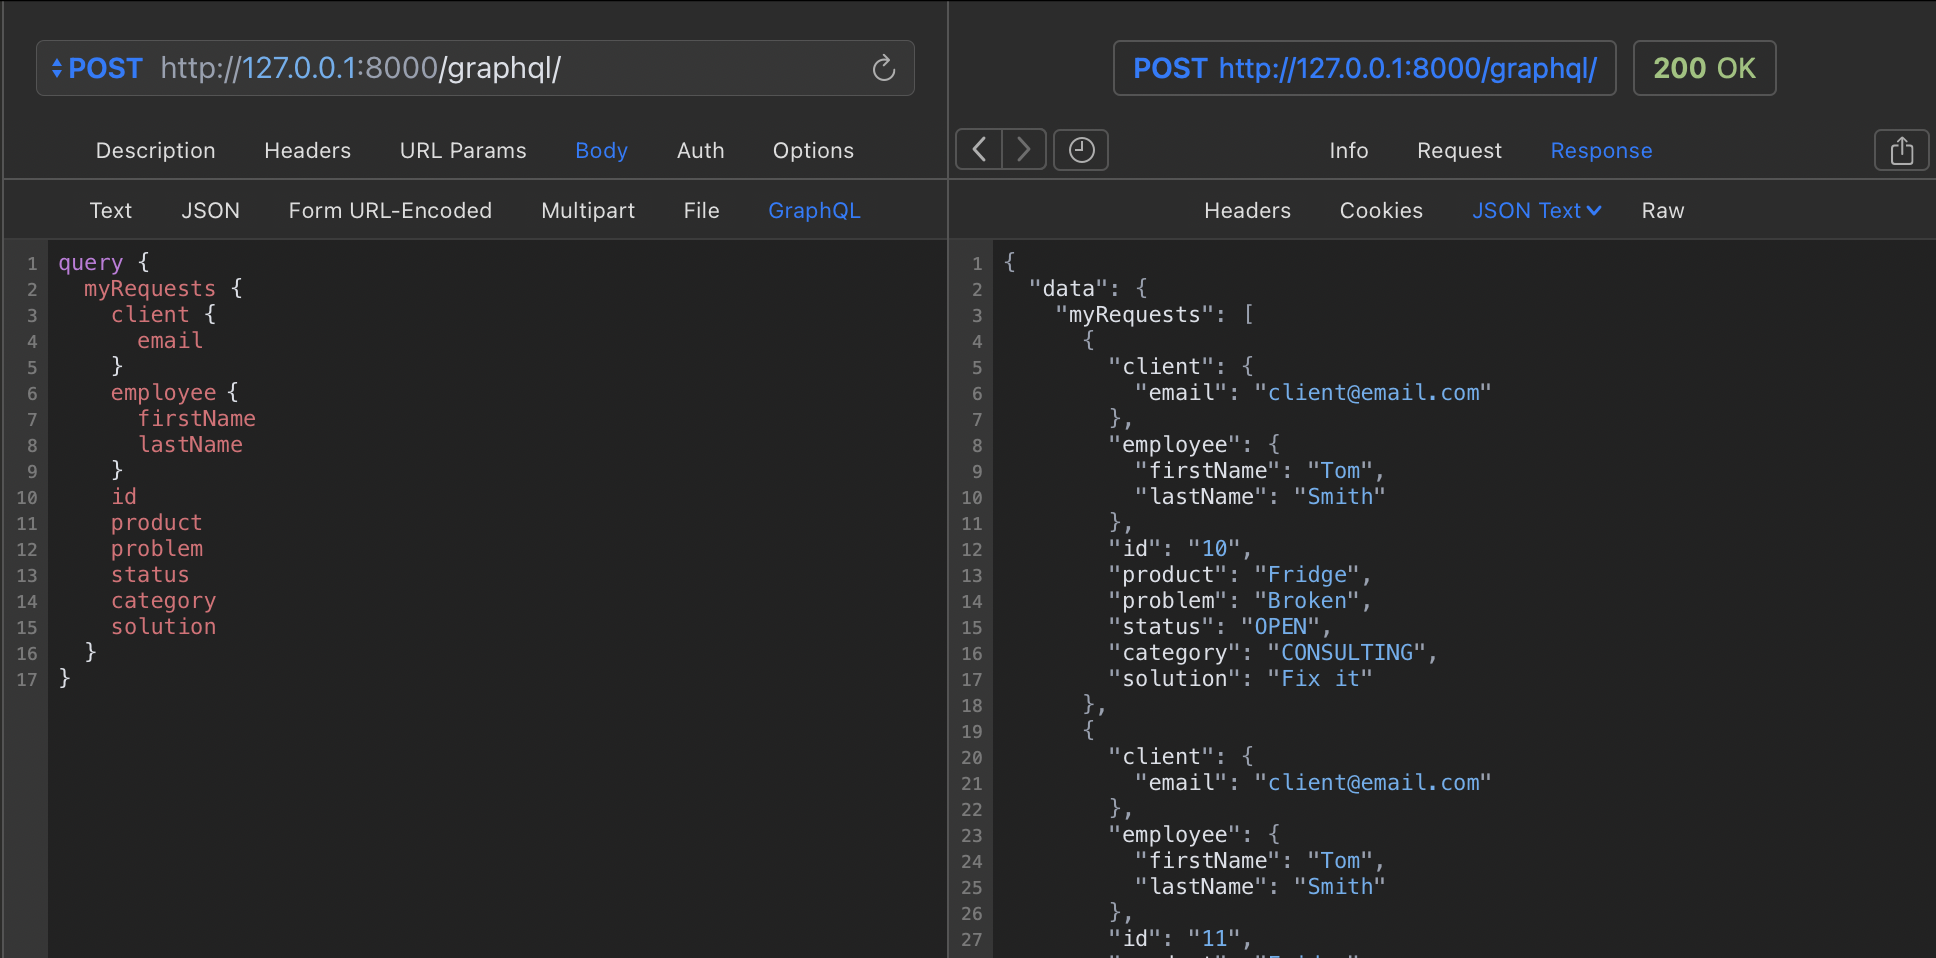 POST http://127.0.0.1:8000/graphql/
Description Headers URL Params Body Auth Options
Text JSON Form URL-Encoded Multipart File GraphQL
1 query {
2 myRequests {
3 client {
4 email
5 }
6 employee {
7 firstName
8 lastName
9 }
10 id
11 product
12 problem
13 status
14 category
15 solution
16 }
17 }
POST http://127.0.0.1:8000/graphql/ 200 OK
Info Request Response
Headers Cookies JSON Text Raw
1 {
2 "data": {
3 "myRequests": [
4 {
5 "client": {
6 "email": "client@email.com"
7 },
8 "employee": {
9 "firstName": "Tom",
10 "lastName": "Smith"
11 },
12 "id": "10",
13 "product": "Fridge",
14 "problem": "Broken",
15 "status": "OPEN",
16 "category": "CONSULTING",
17 "solution": "Fix it"
18 },
19 {
20 "client": {
21 "email": "client@email.com"
22 },
23 "employee": {
24 "firstName": "Tom",
25 "lastName": "Smith"
26 },
27 "id": "11",